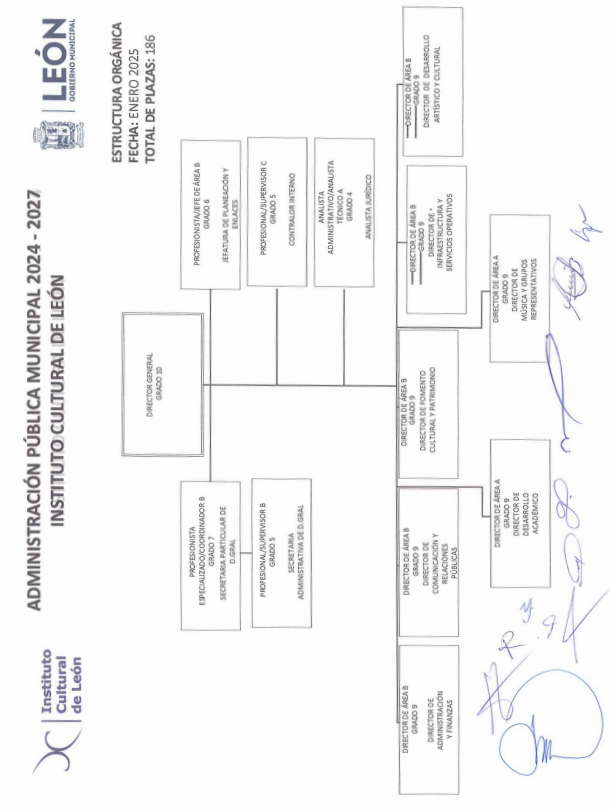 Instituto
Cultural
de León
ADMINISTRACIÓN PÚBLICA MUNICIPAL 2024 - 2027
INSTITUTO CULTURAL DE LEÓN
LEÓN
GOBIERNO MUNICIPAL
ESTRUCTURA ORGÁNICA
FECHA: ENERO 2025
TOTAL DE PLAZAS: 186
DIRECTOR GENERAL
GRADO 10
PROFESIONISTA
ESPECIALIZADO/COORDINADOR B
GRADO 7
SECRETARIA PARTICULAR DE
D.GRAL
PROFESIONAL/SUPERVISOR B
GRADO 5
SECRETARIA
ADMINISTRATIVA DE D.GRAL
PROFESIONISTA/JEFE DE ÁREA B
GRADO 6
JEFATURA DE PLANEACIÓN Y
ENLACES
PROFESIONAL/SUPERVISOR C
GRADO 5
CONTRALOR INTERNO
ANALISTA
ADMINISTRATIVO/ANALISTA
TÉCNICO A
GRADO 4
ANALISTA JURÍDICO
DIRECTOR DE ÁREA B
GRADO 9
DIRECTOR DE
ADMINISTRACIÓN
Y FINANZAS
DIRECTOR DE ÁREA B
GRADO 9
DIRECTOR DE
COMUNICACIÓN Y
RELACIONES
PÚBLICAS
DIRECTOR DE ÁREA B
GRADO 9
DIRECTOR DE FOMENTO
CULTURAL Y PATRIMONIO
DIRECTOR DE ÁREA B
GRADO 9
DIRECTOR DE
INFRAESTRUCTURA Y
SERVICIOS OPERATIVOS
DIRECTOR DE ÁREA B
GRADO 9
DIRECTOR DE DESARROLLO
ARTÍSTICO Y CULTURAL
DIRECTOR DE ÁREA A
GRADO 9
DIRECTOR DE
DESARROLLO
ACADÉMICO
DIRECTOR DE ÁREA A
GRADO 9
DIRECTOR DE
MÚSICA Y GRUPOS
REPRESENTATIVOS